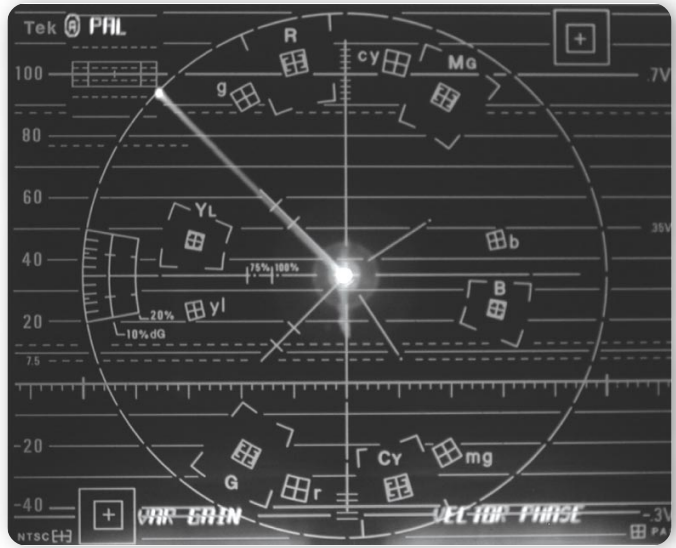 Tek PAL
R
cy
MG
g
100
.7V
80
60
YL
.35V
b
75% 100%
40
B
yl
20% 
20
10%dG
7.5
-20
CY
mg
G
r
-40
VAR GAIN
VECTOR PHASE
-.3V
NTSC
PA